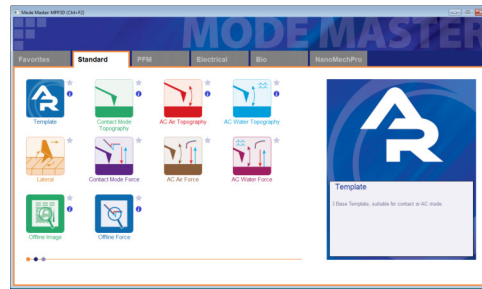 Mode Master MFP3D (Ctrl+F2)
MODE MASTER
Favorites Standard PFM Electrical Bio NanoMechPro
Template Contact Mode Topography AC Air Topography AC Water Topography
Lateral Contact Mode Force AC Air Force AC Water Force
Offline Image Offline Force
AR
Template
Base Template, suitable for contact or AC mode.